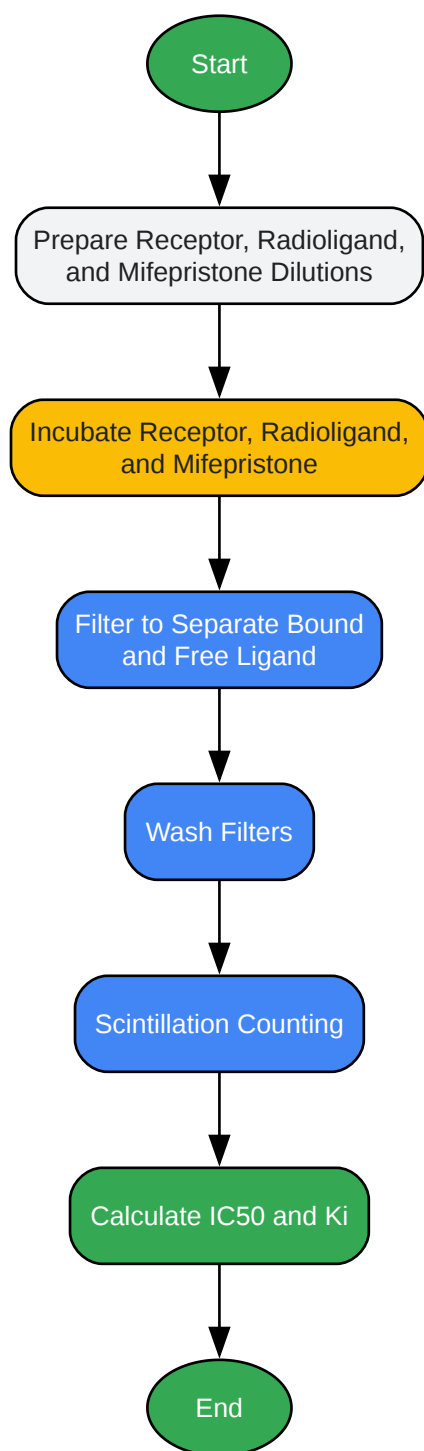 Start
Prepare Receptor, Radioligand,
and Mifepristone Dilutions
Incubate Receptor, Radioligand,
and Mifepristone
Filter to Separate Bound
and Free Ligand
Wash Filters
Scintillation Counting
Calculate IC50 and Ki
End